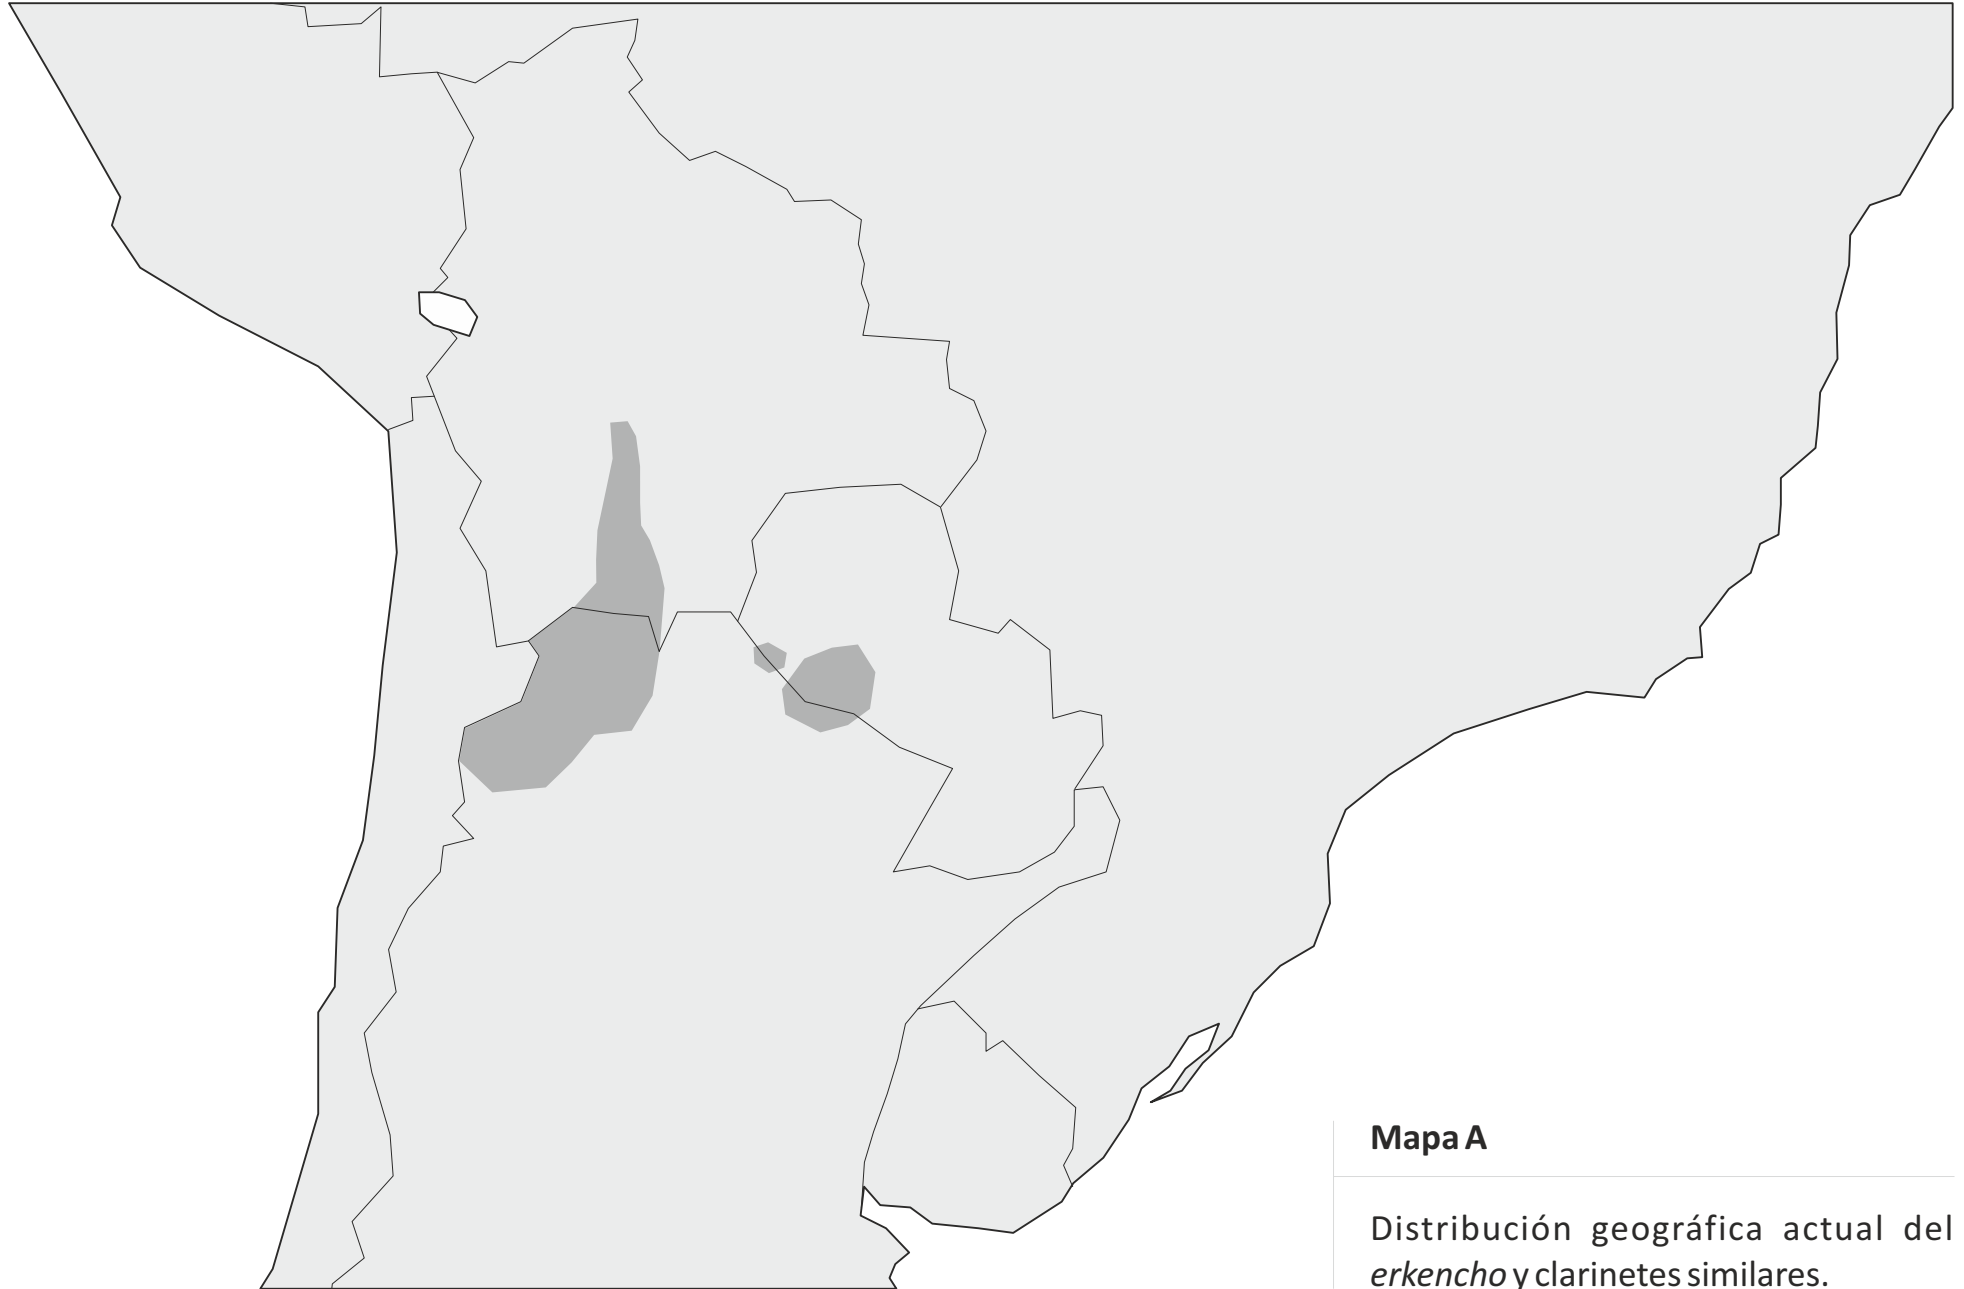 Mapa A
Distribución geográfica actual del
erkencho y clarinetes similares.